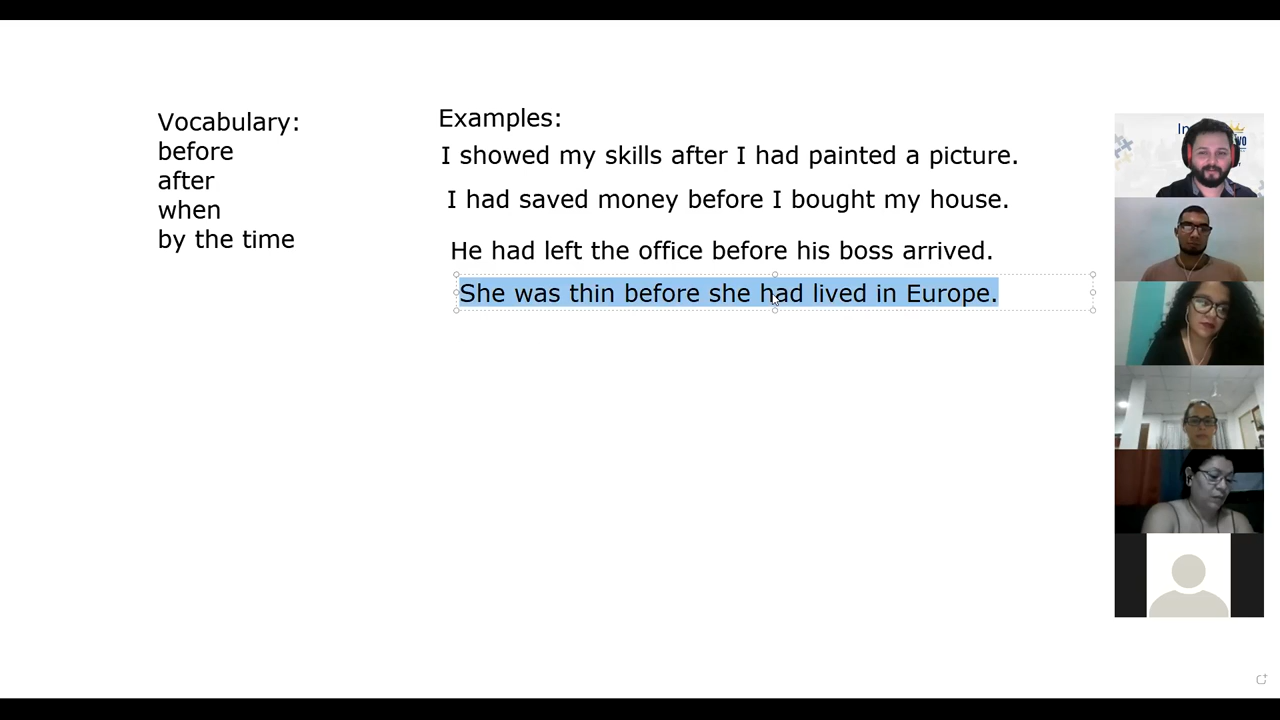 Vocabulary:
before
after
when
by the time
Examples:
I showed my skills after I had painted a picture.
I had saved money before I bought my house.
He had left the office before his boss arrived.
She was thin before she had lived in Europe.